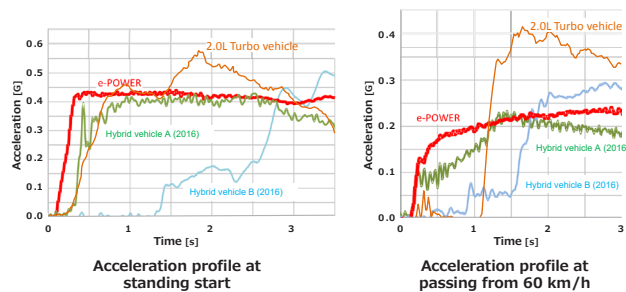 2.0L Turbo vehicle
e-POWER
Hybrid vehicle A (2016)
Hybrid vehicle B (2016)
Acceleration [G]
0.6
0.5
0.4
0.3
0.2
0.1
0.0
0
1
2
3
Time [s]
Acceleration profile at
standing start
2.0L Turbo vehicle
e-POWER
Hybrid vehicle A (2016
Hybrid vehicle B (2016)
Acceleration [G]
0.4
0.3
0.2
0.1
0.0
0
1
2
3
Time [s]
Acceleration profile at
passing from 60 km/h